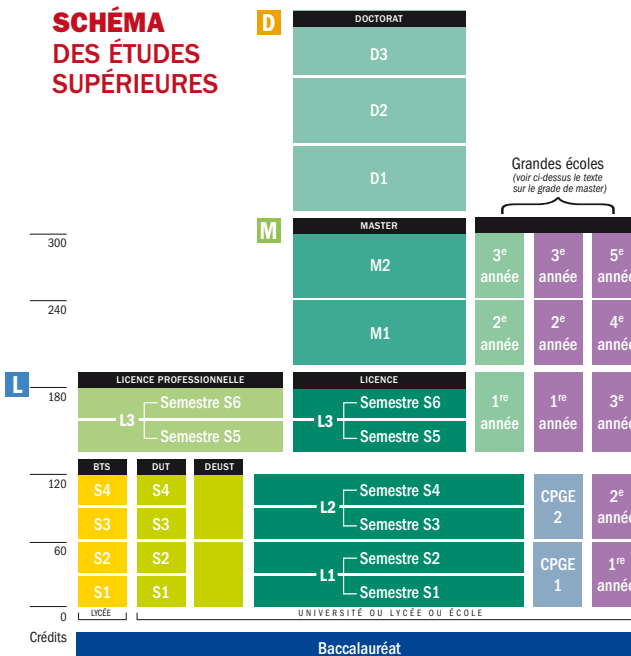 SCHÉMA
DES ÉTUDES
SUPÉRIEURES
D
DOCTORAT
D3
D2
D1
Grandes écoles
(voir ci-dessus le texte
sur le grade de master)
M
MASTER
300
M2
3e année
3e année
5e année
240
M1
2e année
2e année
4e année
L
180
LICENCE PROFESSIONNELLE
LICENCE
L3
Semestre S6
Semestre S5
L3
Semestre S6
Semestre S5
1re année
1re année
3e année
BTS
DUT
DEUST
120
S4
S4
S3
S3
L2
Semestre S4
Semestre S3
CPGE 2
2e année
60
S2
S2
S1
S1
L1
Semestre S2
Semestre S1
CPGE 1
1re année
0
LYCÉE
UNIVERSITÉ OU LYCÉE OU ÉCOLE
Crédits
Baccalauréat